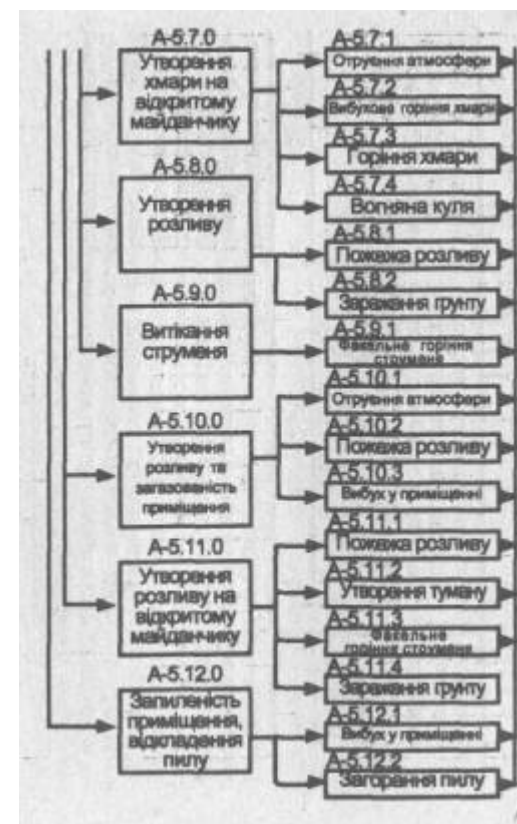 А-5.7.0
Утворення
хмари на
відкритому
майданчику
А-5.7.1
Отруєння атмосфери
А-5.7.2
Вибухове горіння хмари
А-5.7.3
Горіння хмари
А-5.7.4
Вогняна куля
А-5.8.0
Утворення
розливу
А-5.8.1
Пожежа розливу
А-5.8.2
Зараження грунту
А-5.9.0
Витікання
струменя
А-5.9.1
Факельне горіння
струменя
А-5.10.0
Утворення
розливу та
загазованість
приміщення
А-5.10.1
Отруєння атмосфери
А-5.10.2
Пожежа розливу
А-5.10.3
Вибух у приміщенні
А-5.11.0
Утворення
розливу на
відкритому
майданчику
А-5.11.1
Пожежа розливу
А-5.11.2
Утворення туману
А-5.11.3
Факельне
горіння струменя
А-5.11.4
Зараження грунту
А-5.12.0
Запиленість
приміщення,
відкладення
пилу
А-5.12.1
Вибух у приміщенні
А-5.12.2
Загорання пилу